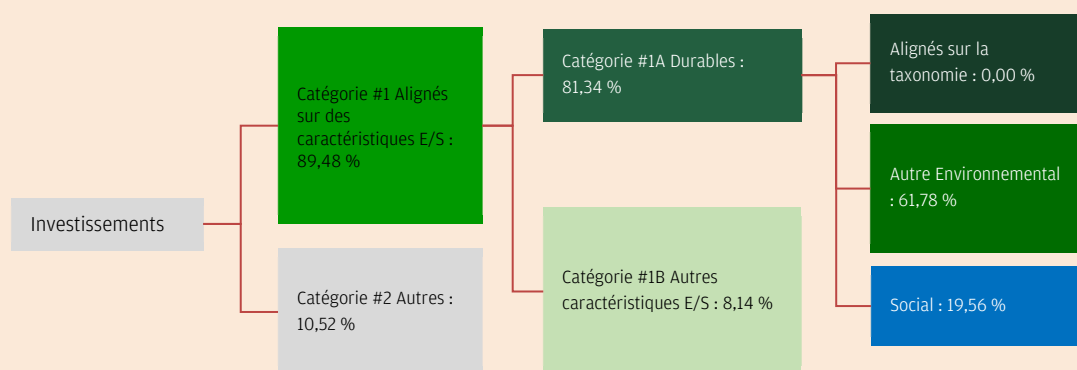 Investissements
Catégorie #1 Alignés
sur des
caractéristiques E/S :
89,48 %
Catégorie #2 Autres :
10,52 %
Catégorie #1A Durables :
81,34 %
Catégorie #1B Autres
caractéristiques E/S : 8,14 %
Alignés sur la
taxonomie : 0,00 %
Autre Environnemental
: 61,78 %
Social : 19,56 %